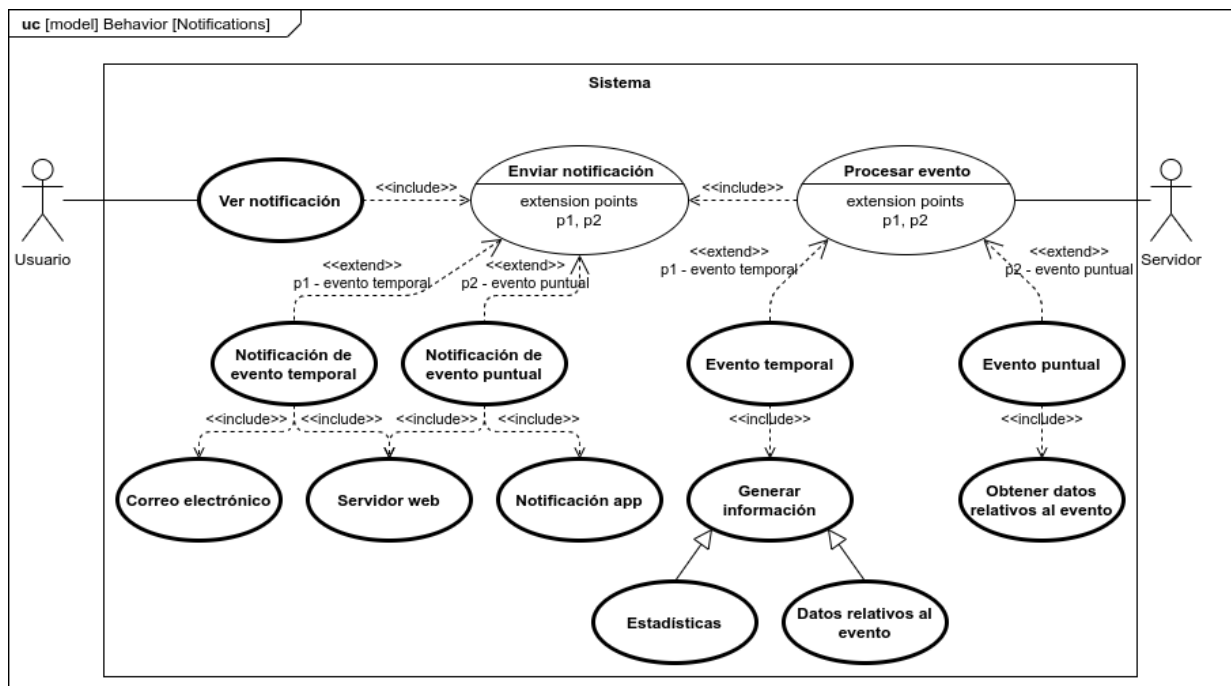 uc [model] Behavior [Notifications]
Sistema
Enviar notificación
Procesar evento
<<include>>
<<include>>
Ver notificación
extension points
p1, p2
extension points
p1, p2
Usuario
Servidor
<<extend>>
p1 - evento temporal
<<extend>>
p2 - evento puntual
<<extend>>
p1 - evento temporal
<<extend>>
p2 - evento puntual
Notificación de
evento temporal
Notificación de
evento puntual
Evento temporal
Evento puntual
<<include>>
<<include>>
<<include>>
<<include>>
<<include>>
<<include>>
Correo electrónico
Servidor web
Notificación app
Generar
información
Obtener datos
relativos al evento
Estadísticas
Datos relativos al
evento